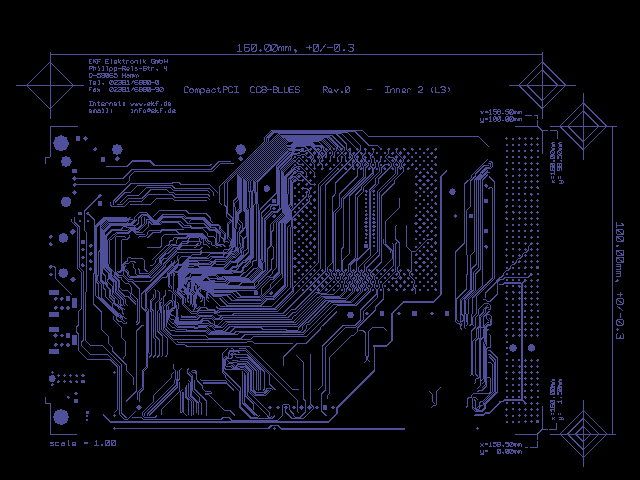 160.00mm, +0/-0.3
EKF Elektronik GmbH
Philipp-Reis-Str. 4
D-59065 Hamm
Tel. 02381/6890-0
Fax 02381/6890-90
CompactPCI CC8-BLUES Rev.0 - Inner 2 (L3)
Internet: www.ekf.de
email: info@ekf.de
x=158.50mm
y=100.00mm
x=160.00mm
y= 98.50mm
100.00mm, +0/-0.3
x=160.00mm
y= 1.50mm
scale = 1.00
x=158.50mm
y= 0.00mm